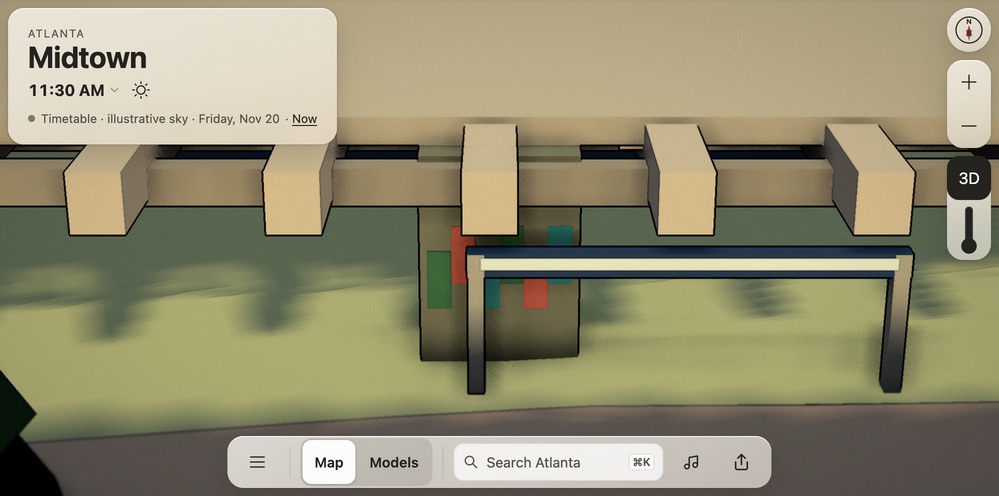 ATLANTA
Midtown
11:30 AM
Timetable · illustrative sky · Friday, Nov 20 · Now
N
3D
Map
Models
Search Atlanta
⌘K